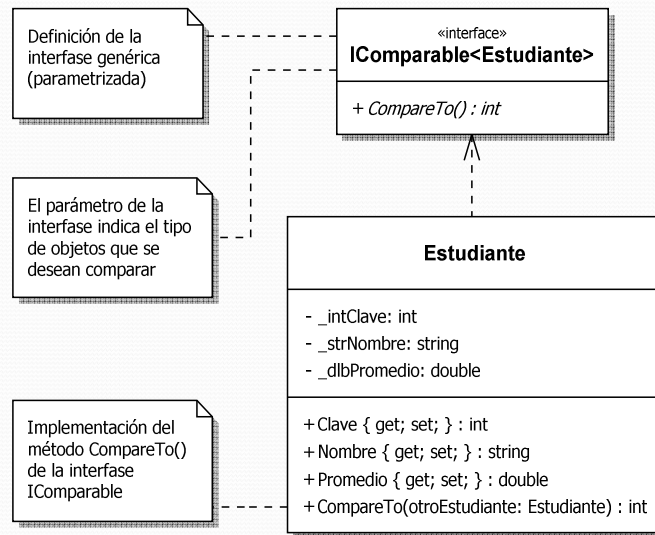 Definición de la
interfase genérica
(parametrizada)
«interface»
IComparable<Estudiante>
+ CompareTo() : int
El parámetro de la
interfase indica el tipo
de objetos que se
desean comparar
Estudiante
- _intClave: int
- _strNombre: string
- _dlbPromedio: double
+ Clave { get; set; } : int
+ Nombre { get; set; } : string
+ Promedio { get; set; } : double
+ CompareTo(otroEstudiante: Estudiante) : int
Implementación del
método CompareTo()
de la interfase
IComparable